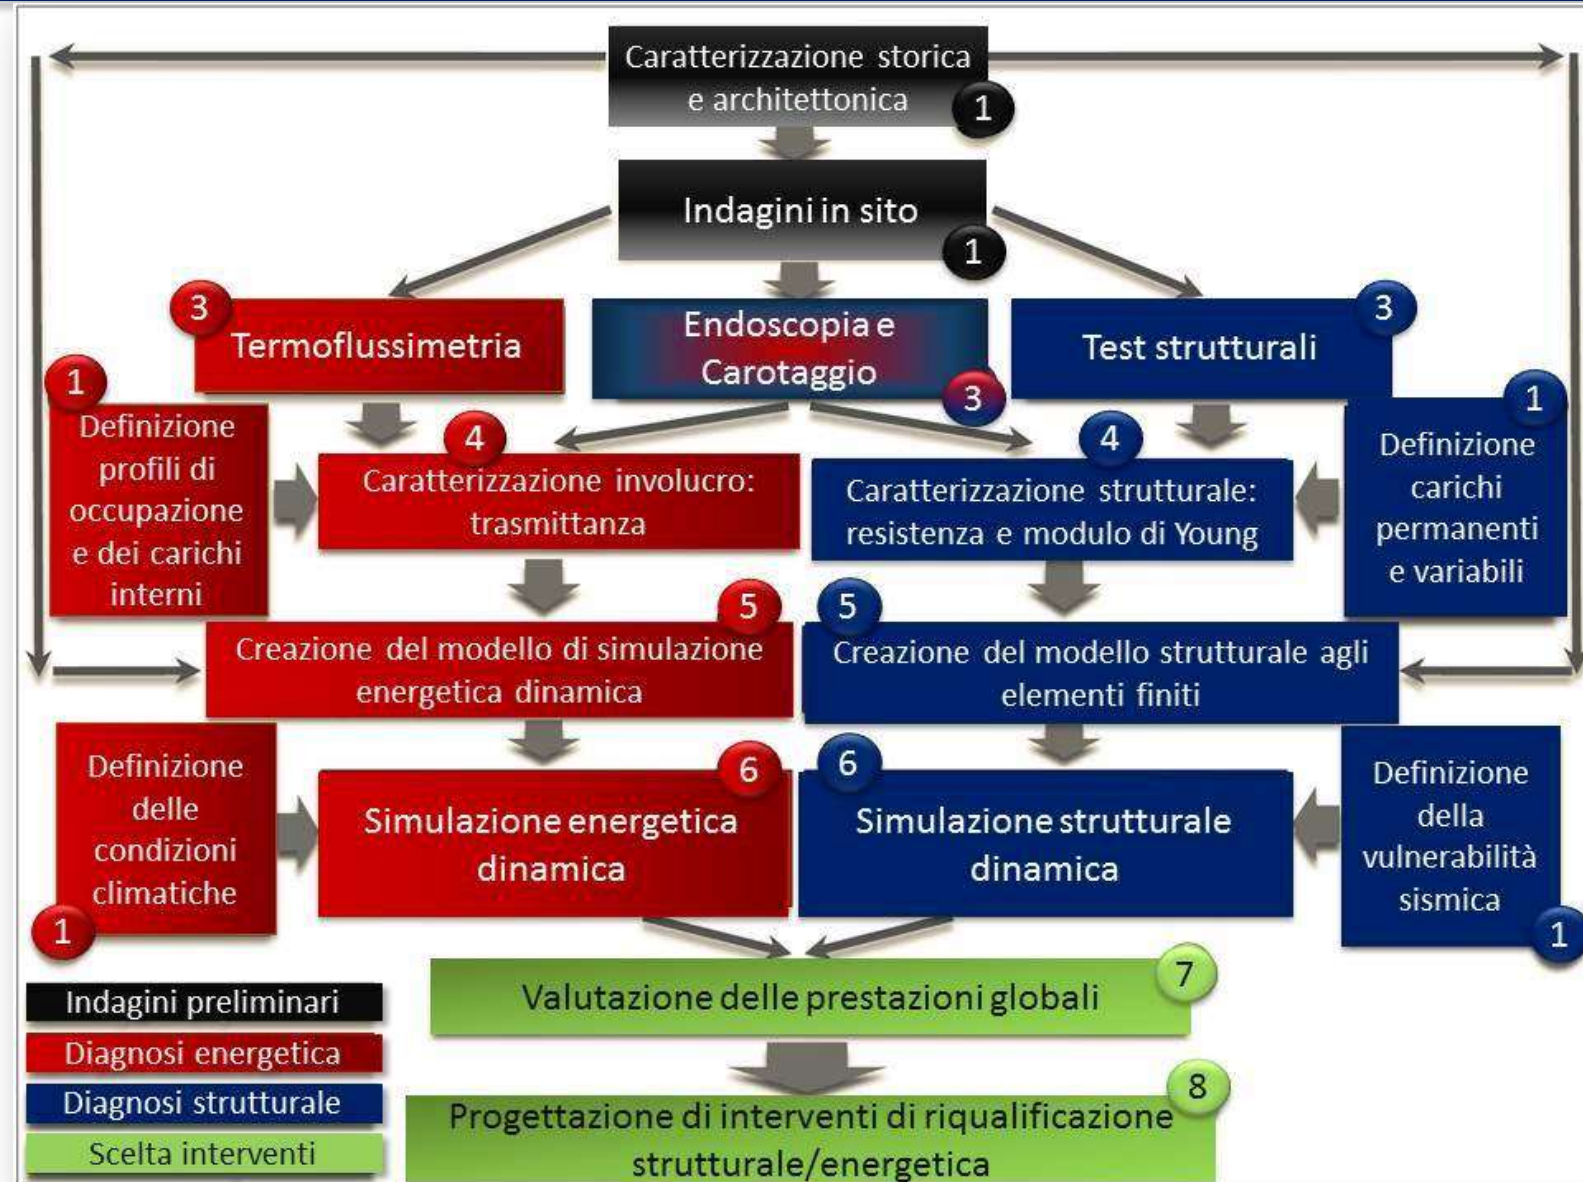 Caratterizzazione storica
e architettonica
1
Indagini in sito
1
3
Termoflussimetria
Endoscopia e
Carotaggio
3
3
Test strutturali
1
Definizione
profili di
occupazione
e dei carichi
interni
4
Caratterizzazione involucro:
trasmittanza
4
Caratterizzazione strutturale:
resistenza e modulo di Young
1
Definizione
carichi
permanenti
e variabili
5
Creazione del modello di simulazione
energetica dinamica
5
Creazione del modello strutturale agli
elementi finiti
Definizione
delle
condizioni
climatiche
1
6
Simulazione energetica
dinamica
6
Simulazione strutturale
dinamica
Definizione
della
vulnerabilità
sismica
1
7
Valutazione delle prestazioni globali
8
Progettazione di interventi di riqualificazione
strutturale/energetica
Indagini preliminari
Diagnosi energetica
Diagnosi strutturale
Scelta interventi